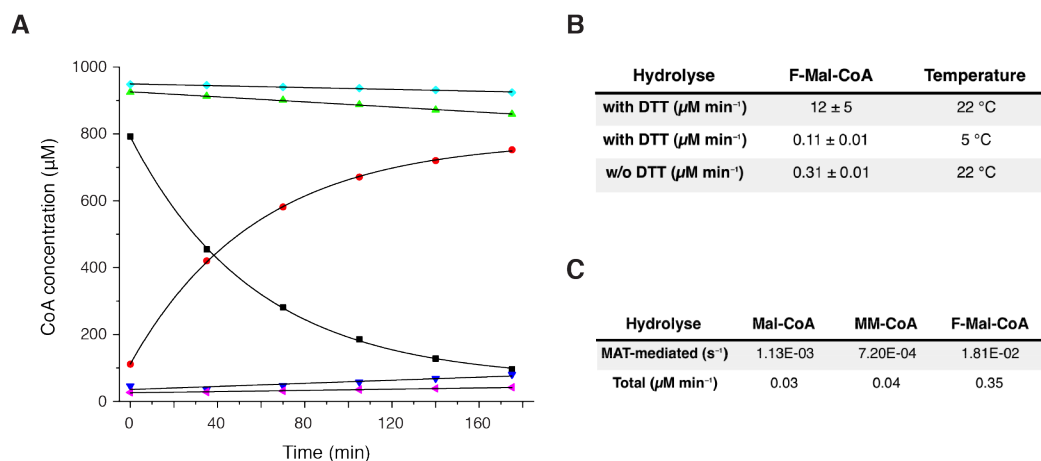 A
1000
800
600
400
200
0
0 40 80 120 160
CoA concentration (µM)
Time (min)
B
Hydrolyse F-Mal-CoA Temperature
with DTT (µM min⁻¹) 12 ± 5 22 °C
with DTT (µM min⁻¹) 0.11 ± 0.01 5 °C
w/o DTT (µM min⁻¹) 0.31 ± 0.01 22 °C
C
Hydrolyse Mal-CoA MM-CoA F-Mal-CoA
MAT-mediated (s⁻¹) 1.13E-03 7.20E-04 1.81E-02
Total (µM min⁻¹) 0.03 0.04 0.35